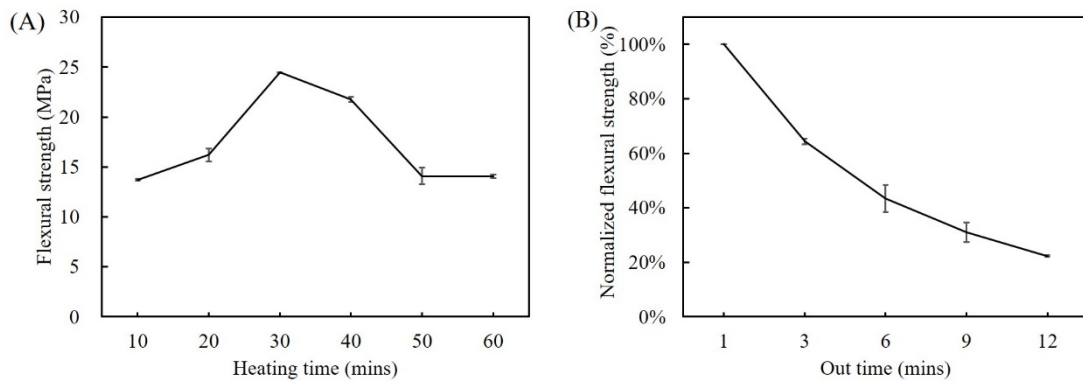 (A)
30
25
20
15
10
5
0
Flexural strength (MPa)
10 20 30 40 50 60
Heating time (mins)
(B)
100%
80%
60%
40%
20%
0%
Normalized flexural strength (%)
1 3 6 9 12
Out time (mins)